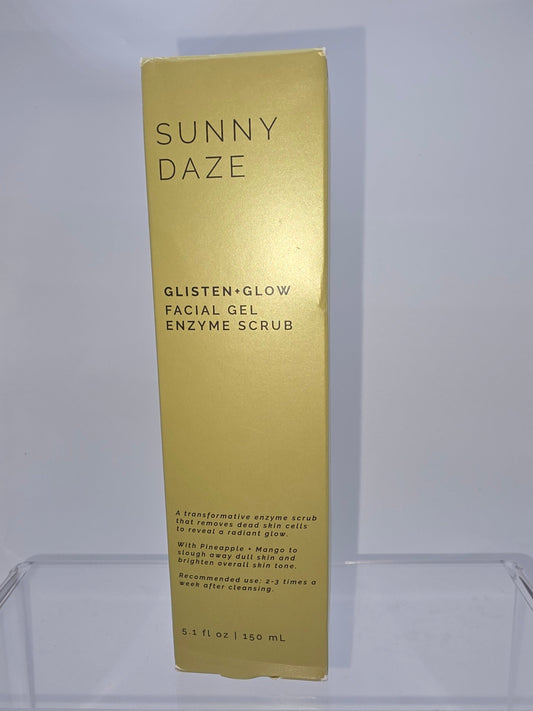 SUNNY
DAZE
GLISTEN+GLOW
FACIAL GEL
ENZYME SCRUB
A transformative enzyme scrub
that removes dead skin cells
to reveal a radiant glow.
With Pineapple + Mango to
slough away dull skin and
brighten overall skin tone.
Recommended use: 2-3 times a
week after cleansing.
5.1 fl oz | 150 mL